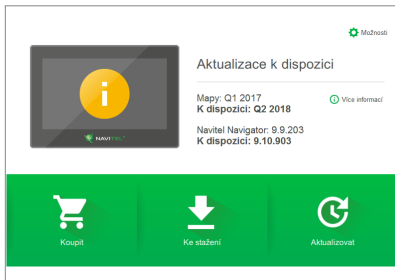 Možnosti
Aktualizace k dispozici
Mapy: Q1 2017
K dispozici: Q2 2018
Více informací
Navitel Navigator: 9.9.203
K dispozici: 9.10.903
NAVITEL®
Koupit
Ke stažení
Aktualizovat